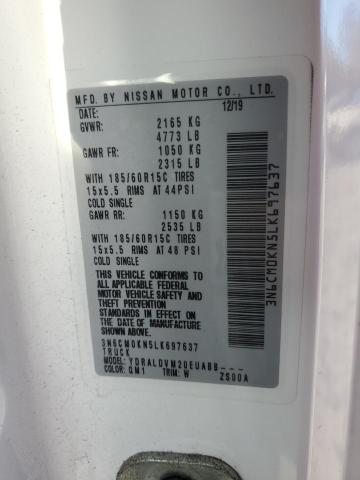 MFD. BY NISSAN MOTOR CO., LTD.
DATE: 12/19
GVWR: 2165 KG
4773 LB
GAWR FR: 1050 KG
2315 LB
WITH 185/60R15C TIRES
15x5.5 RIMS AT 44PSI
COLD SINGLE
GAWR RR: 1150 KG
2535 LB
WITH 185/60R15C TIRES
15x5.5 RIMS AT 48 PSI
COLD SINGLE
THIS VEHICLE CONFORMS TO
ALL APPLICABLE FEDERAL
MOTOR VEHICLE SAFETY
AND THEFT PREVENTION
STANDARDS IN EFFECT ON
THE DATE OF MANUFACTURE
SHOWN ABOVE.
3N6CM0KN5LK697637
TRUCK
MODEL: YDRALDVM20EUABB---
COLOR: QM1 TRIM: W ZS00A
3N6CM0KN5LK697637